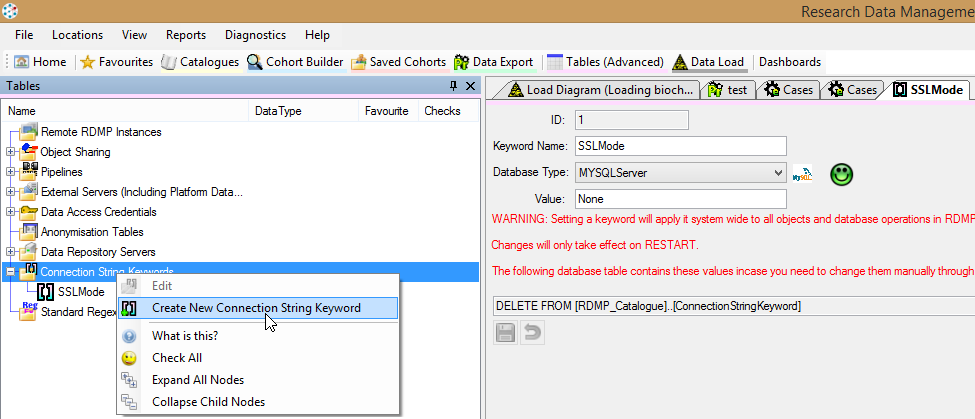 Research Data Manageme
File Locations View Reports Diagnostics Help
Home Favourites Catalogues Cohort Builder Saved Cohorts Data Export Tables (Advanced) Data Load Dashboards
Tables
Name DataType Favourite Checks
Remote RDMP Instances
Object Sharing
Pipelines
External Servers (Including Platform Data...
Data Access Credentials
Anonymisation Tables
Data Repository Servers
Connection String Keywords
SSLMode
Standard Regex
Edit
Create New Connection String Keyword
What is this?
Check All
Expand All Nodes
Collapse Child Nodes
Load Diagram (Loading bioch... test Cases Cases SSLMode
ID: 1
Keyword Name: SSLMode
Database Type: MYSQLServer MySQL
Value: None
WARNING: Setting a keyword will apply it system wide to all objects and database operations in RDMP
Changes will only take effect on RESTART.
The following database table contains these values incase you need to change them manually through
DELETE FROM [RDMP_Catalogue]..[ConnectionStringKeyword]